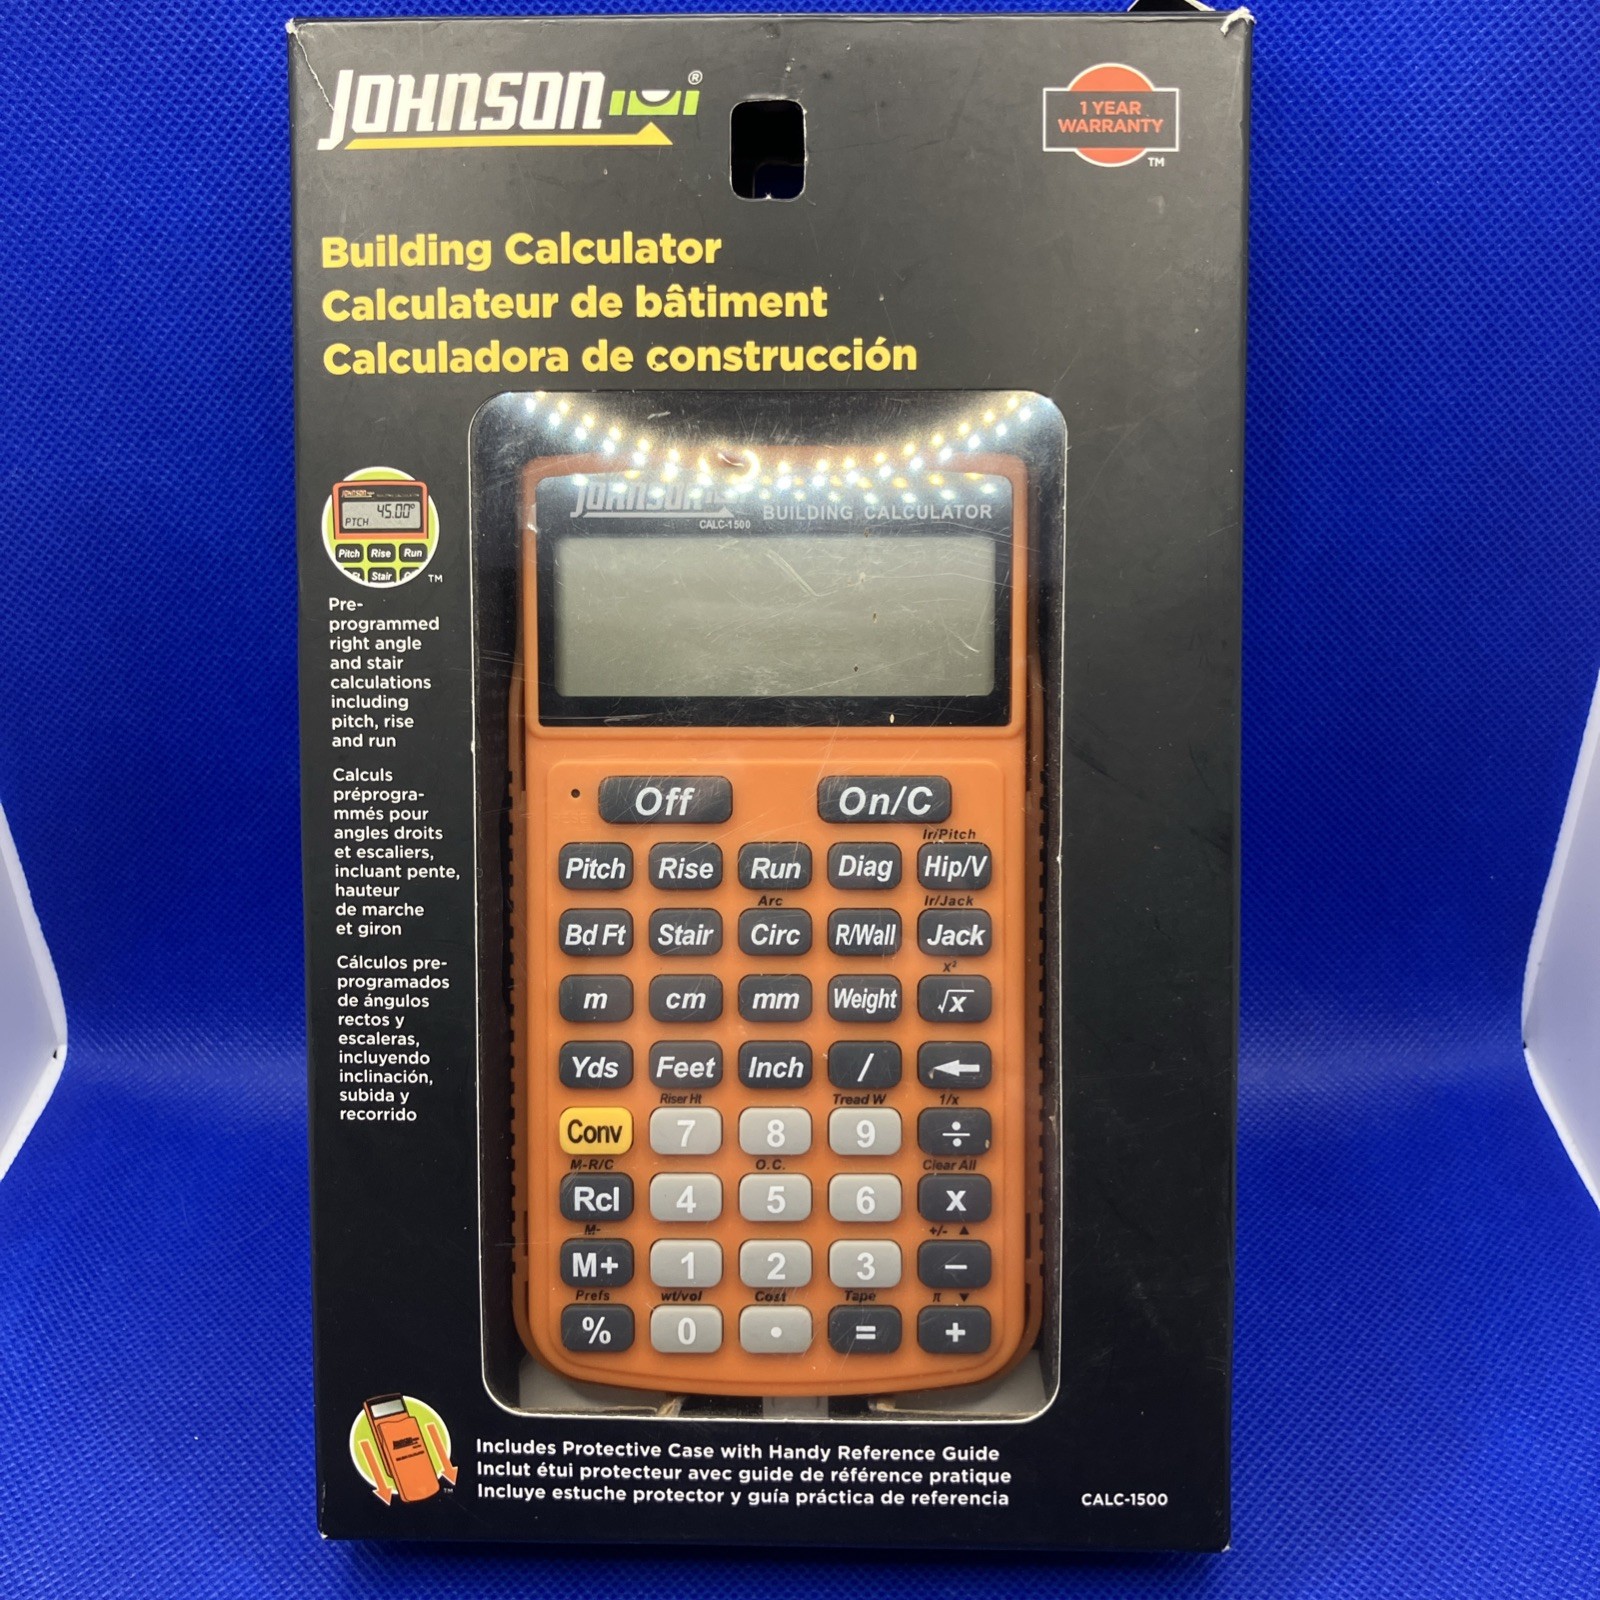 JOHNSON ®
1 YEAR
WARRANTY
TM
Building Calculator
Calculateur de bâtiment
Calculadora de construcción
45.00°
PTCH
Pitch Rise Run
Stair
TM
Pre-
programmed
right angle
and stair
calculations
including
pitch, rise
and run
Calculs
préprogra-
mmés pour
angles droits
et escaliers,
incluant pente,
hauteur
de marche
et giron
Cálculos pre-
programados
de ángulos
rectos y
escaleras,
incluyendo
inclinación,
subida y
recorrido
JOHNSON
CALC-1500 BUILDING CALCULATOR
Off On/C
Ir/Pitch
Pitch Rise Run Diag Hip/V
Arc Ir/Jack
Bd Ft Stair Circ R/Wall Jack
x²
m cm mm Weight √x
Yds Feet Inch / ←
Riser Ht Tread W 1/x
Conv 7 8 9 ÷
M-R/C O.C. Clear All
Rcl 4 5 6 x
M- +/- ▲
M+ 1 2 3 −
Prefs wt/vol Cost Tape π ▼
% 0 . = +
Includes Protective Case with Handy Reference Guide
Inclut étui protecteur avec guide de référence pratique
Incluye estuche protector y guía práctica de referencia
TM
CALC-1500